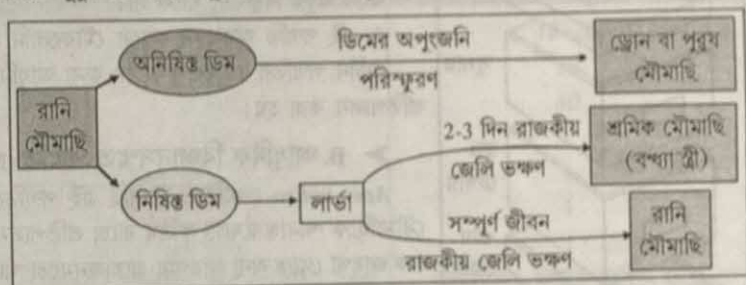 রানি
মৌমাছি
অনিষিক্ত ডিম
ডিমের অপুংজনি
পরিস্ফুরণ
ড্রোন বা পুরুষ
মৌমাছি
নিষিক্ত ডিম
লার্ভা
2-3 দিন রাজকীয়
জেলি ভক্ষণ
শ্রমিক মৌমাছি
(বন্ধ্যা স্ত্রী)
সম্পূর্ণ জীবন
রাজকীয় জেলি ভক্ষণ
রানি
মৌমাছি